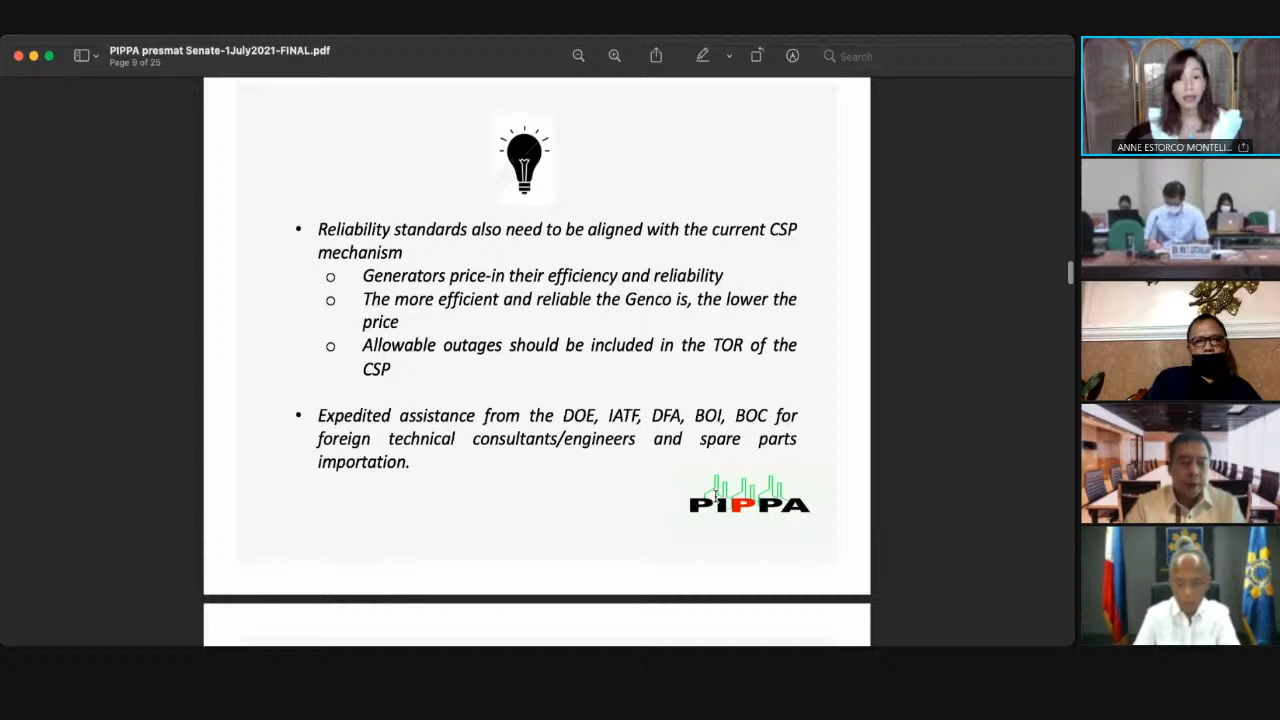 PIPPA presmat Senate-1July2021-FINAL.pdf
Page 9 of 25
Search
• Reliability standards also need to be aligned with the current CSP
mechanism
o Generators price-in their efficiency and reliability
o The more efficient and reliable the Genco is, the lower the
price
o Allowable outages should be included in the TOR of the
CSP
• Expedited assistance from the DOE, IATF, DFA, BOI, BOC for
foreign technical consultants/engineers and spare parts
importation.
PIPPA
ANNE ESTORCO MONTELI...